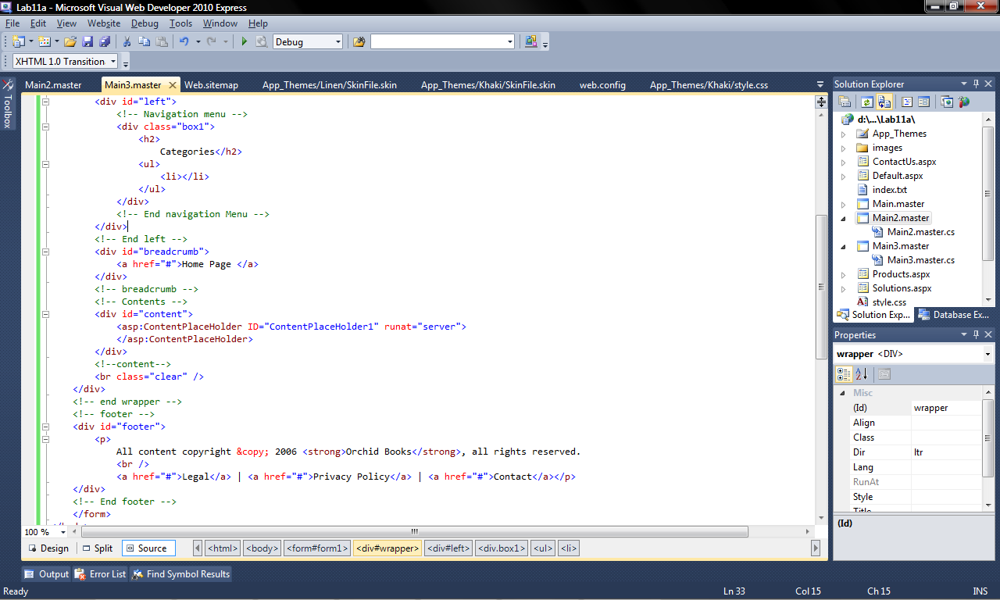 Lab11a - Microsoft Visual Web Developer 2010 Express
File Edit View Website Debug Tools Window Help
Debug
XHTML 1.0 Transition
Toolbox
Main2.master Main3.master Web.sitemap App_Themes/Linen/SkinFile.skin App_Themes/Khaki/SkinFile.skin web.config App_Themes/Khaki/style.css
<div id="left">
<!-- Navigation menu -->
<div class="box1">
<h2>
Categories</h2>
<ul>
<li></li>
</ul>
</div>
<!-- End navigation Menu -->
</div>
<!-- End left -->
<div id="breadcrumb">
<a href="#">Home Page </a>
</div>
<!-- breadcrumb -->
<!-- Contents -->
<div id="content">
<asp:ContentPlaceHolder ID="ContentPlaceHolder1" runat="server">
</asp:ContentPlaceHolder>
</div>
<!--content-->
<br class="clear" />
</div>
<!-- end wrapper -->
<!-- footer -->
<div id="footer">
<p>
All content copyright &copy; 2006 <strong>Orchid Books</strong>, all rights reserved.
<br />
<a href="#">Legal</a> | <a href="#">Privacy Policy</a> | <a href="#">Contact</a></p>
</div>
<!-- End footer -->
</form>
100 %
Design Split Source <html> <body> <form#form1> <div#wrapper> <div#left> <div.box1> <ul> <li>
Solution Explorer
d:\...\Lab11a\
App_Themes
images
ContactUs.aspx
Default.aspx
index.txt
Main.master
Main2.master
Main2.master.cs
Main3.master
Main3.master.cs
Products.aspx
Solutions.aspx
style.css
Solution Exp... Database Ex...
Properties
wrapper <DIV>
Misc
(Id) wrapper
Align
Class
Dir ltr
Lang
RunAt
Style
Title
(Id)
Output Error List Find Symbol Results
Ready Ln 33 Col 15 Ch 15 INS